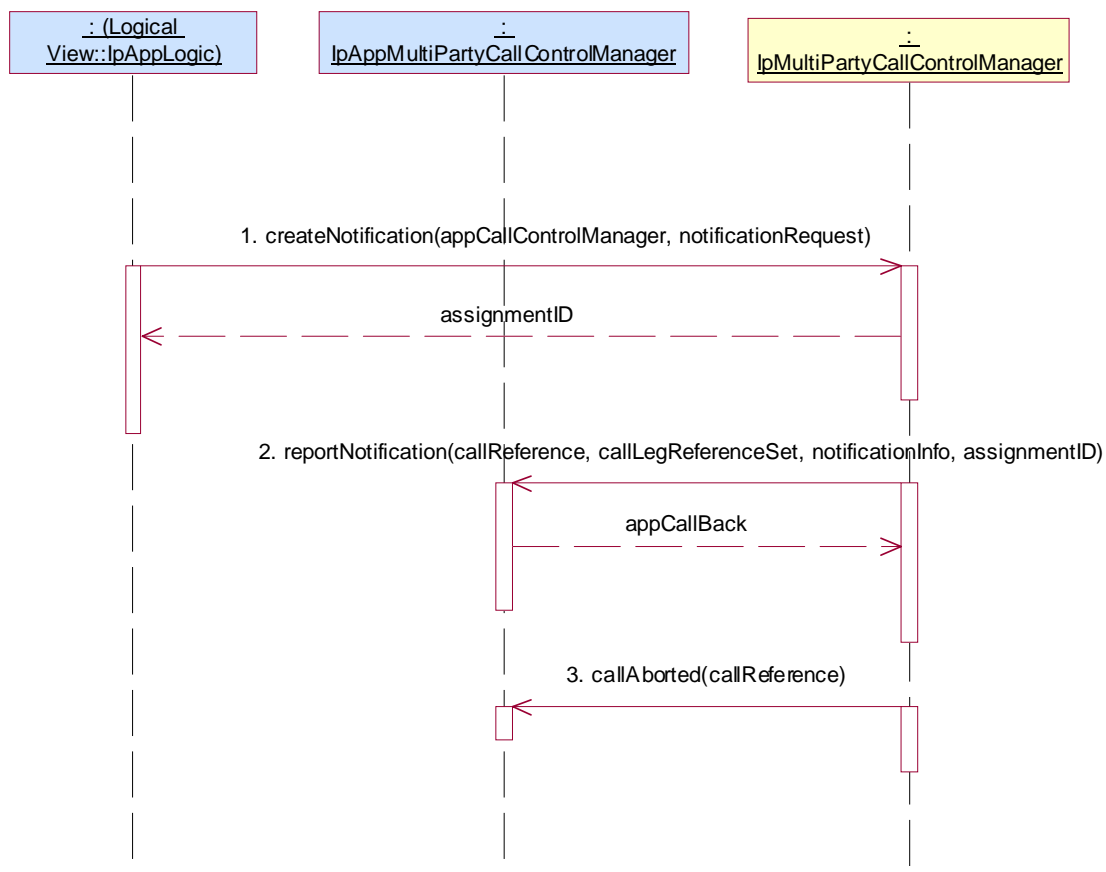 : (Logical
View::IpAppLogic)
:
IpAppMultiPartyCallControlManager
:
IpMultiPartyCallControlManager
1. createNotification(appCallControlManager, notificationRequest)
assignmentID
2. reportNotification(callReference, callLegReferenceSet, notificationInfo, assignmentID)
appCallBack
3. callAborted(callReference)